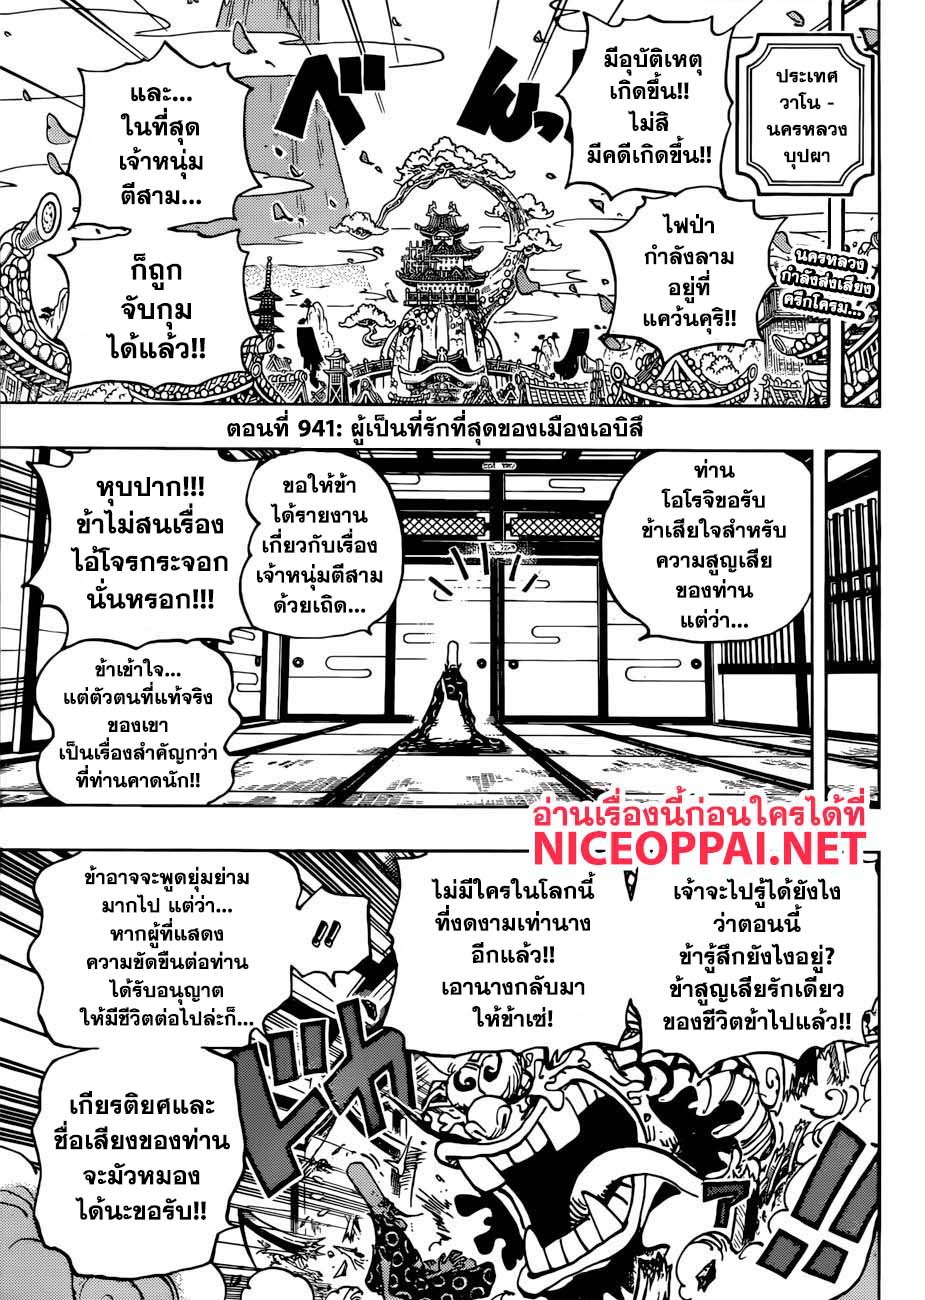 ประเทศ
วาโน -
นครหลวง
บุปผา
นครหลวง
กำลังส่งเสียง
ครึกโครม...
มีอุบัติเหตุ
เกิดขึ้น!!
ไม่สิ
มีคดีเกิดขึ้น!!
ไฟป่า
กำลังลาม
อยู่ที่
แคว้นคุริ!!
และ...
ในที่สุด
เจ้าหนุ่ม
ตีสาม...
ก็ถูก
จับกุม
ได้แล้ว!!
ตอนที่ 941: ผู้เป็นที่รักที่สุดของเมืองเอบิสึ
ท่าน
โอโรจิขอรับ
ข้าเสียใจสำหรับ
ความสูญเสีย
ของท่าน
แต่ว่า...
ขอให้ข้า
ได้รายงาน
เกี่ยวกับเรื่อง
เจ้าหนุ่มตีสาม
ด้วยเถิด...
หุบปาก!!!
ข้าไม่สนเรื่อง
ไอ้โจรกระจอก
นั่นหรอก!!!
ข้าเข้าใจ...
แต่ตัวตนที่แท้จริง
ของเขา
เป็นเรื่องสำคัญกว่า
ที่ท่านคาดนัก!!
อ่านเรื่องนี้ก่อนใครได้ที่
NICEOPPAI.NET
เจ้าจะไปรู้ได้ยังไง
ว่าตอนนี้
ข้ารู้สึกยังไงอยู่?
ข้าสูญเสียรักเดียว
ของชีวิตข้าไปแล้ว!!
ไม่มีใครในโลกนี้
ที่งดงามเท่านาง
อีกแล้ว!!
เอานางกลับมา
ให้ข้าเซ่!
ข้าอาจจะพูดยุ่มย่าม
มากไป แต่ว่า...
หากผู้ที่แสดง
ความขัดขืนต่อท่าน
ได้รับอนุญาต
ให้มีชีวิตต่อไปล่ะก็...
!!
ドカ
ア
!!
เกียรติยศและ
ชื่อเสียงของท่าน
จะมัวหมอง
ได้นะขอรับ!!